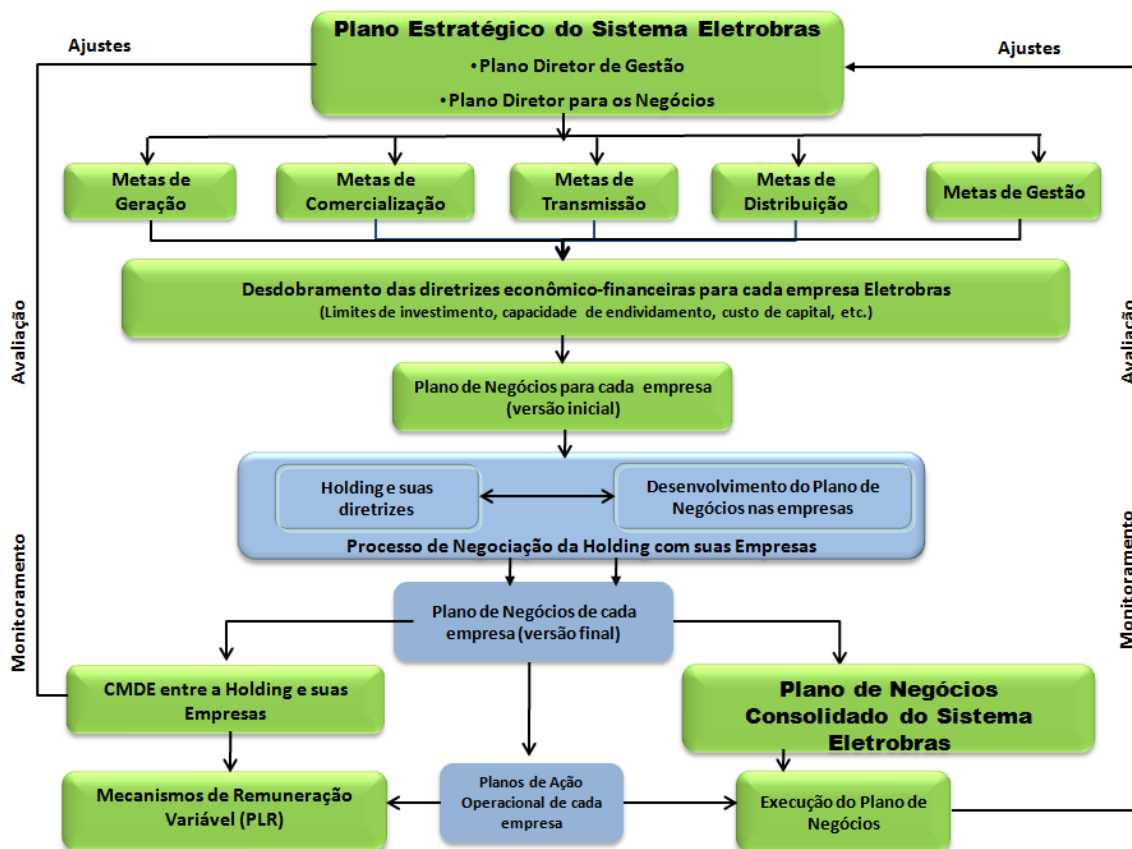 Plano Estratégico do Sistema Eletrobras
Ajustes
Ajustes
•Plano Diretor de Gestão
•Plano Diretor para os Negócios
Metas de
Geração
Metas de
Comercialização
Metas de
Transmissão
Metas de
Distribuição
Metas de Gestão
Desdobramento das diretrizes econômico-financeiras para cada empresa Eletrobras
(Limites de investimento, capacidade de endividamento, custo de capital, etc.)
Avaliação
Avaliação
Plano de Negócios para cada empresa
(versão inicial)
Holding e suas
diretrizes
Desenvolvimento do Plano de
Negócios nas empresas
Processo de Negociação da Holding com suas Empresas
Monitoramento
Monitoramento
Plano de Negócios de cada
empresa (versão final)
CMDE entre a Holding e suas
Empresas
Plano de Negócios
Consolidado do Sistema
Eletrobras
Mecanismos de Remuneração
Variável (PLR)
Planos de Ação
Operacional de cada
empresa
Execução do Plano de
Negócios